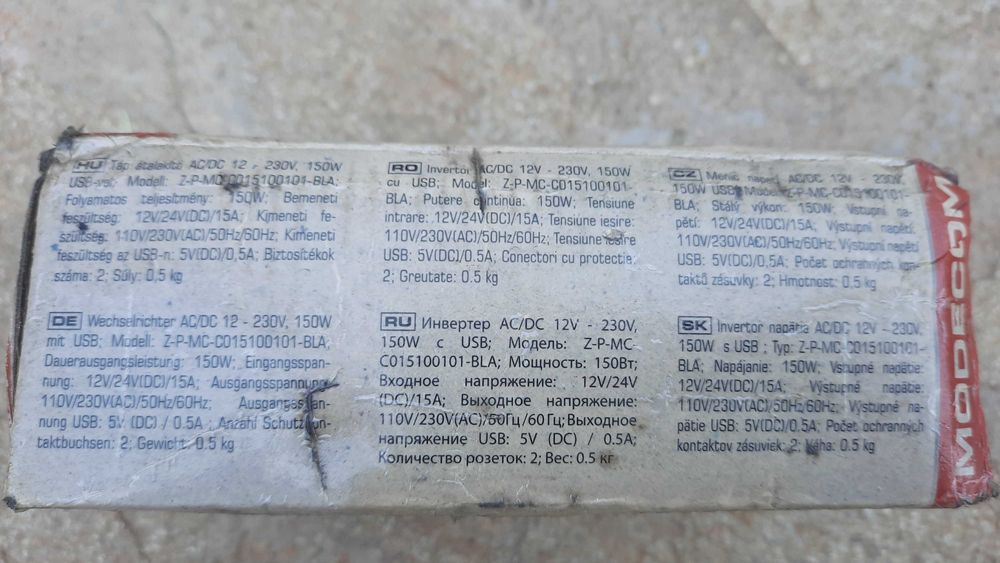 HU Táp átalakító AC/DC 12 - 230V, 150W
USB-vel; Modell: Z-P-MC-C015100101-BLA;
Folyamatos teljesítmény: 150W; Bemeneti
feszültség: 12V/24V(DC)/15A; Kimeneti fe-
szültség: 110V/230V(AC)/50Hz/60Hz; Kimeneti
feszültség az USB-n: 5V(DC)/0,5A; Biztosítékok
száma: 2; Súly: 0,5 kg
RO Invertor AC/DC 12V - 230V, 150W
cu USB; Model: Z-P-MC-C015100101-
BLA; Putere continua: 150W; Tensiune
intrare: 12V/24V(DC)/15A; Tensiune iesire:
110V/230V(AC)/50Hz/60Hz; Tensiune iesire
USB: 5V(DC)/0.5A; Conectori cu protectie:
2; Greutate: 0.5 kg
CZ Menič napětí AC/DC 12V - 230V,
150W USB; Model: Z-P-MC-C015100101-
BLA; Stálý výkon: 150W; Vstupní na-
pětí: 12V/24V(DC)/15A; Výstupní napětí:
110V/230V(AC)/50Hz/60Hz; Výstupní napětí
USB: 5V(DC)/0,5A; Počet ochranných kon-
taktů zásuvky: 2; Hmotnost: 0,5 kg
DE Wechselrichter AC/DC 12 - 230V, 150W
mit USB; Modell: Z-P-MC-C015100101-BLA;
Dauerausgangsleistung: 150W; Eingangsspan-
nung: 12V/24V(DC)/15A; Ausgangsspannung:
110V/230V(AC)/50Hz/60Hz; Ausgangsspan-
nung USB: 5V (DC) / 0.5A ; Anzahl Schutzkon-
taktbuchsen: 2; Gewicht: 0.5 kg
RU Инвертер AC/DC 12V - 230V,
150W с USB; Модель: Z-P-MC-
C015100101-BLA; Мощность: 150Вт;
Входное напряжение: 12V/24V
(DC)/15A; Выходное напряжение:
110V/230V(AC)/50Гц/60Гц; Выходное
напряжение USB: 5V (DC) / 0.5A;
Количество розеток: 2; Вес: 0.5 кг
SK Invertor napätia AC/DC 12V - 230V,
150W s USB ; Typ: Z-P-MC-C015100101-
BLA; Napájanie: 150W; Vstupné napätie:
12V/24V(DC)/15A; Výstupné napätie:
110V/230V(AC)/50Hz/60Hz; Výstupné na-
pätie USB: 5V(DC)/0,5A; Počet ochranných
kontaktov zásuviek: 2; Váha: 0.5 kg
MODECOM